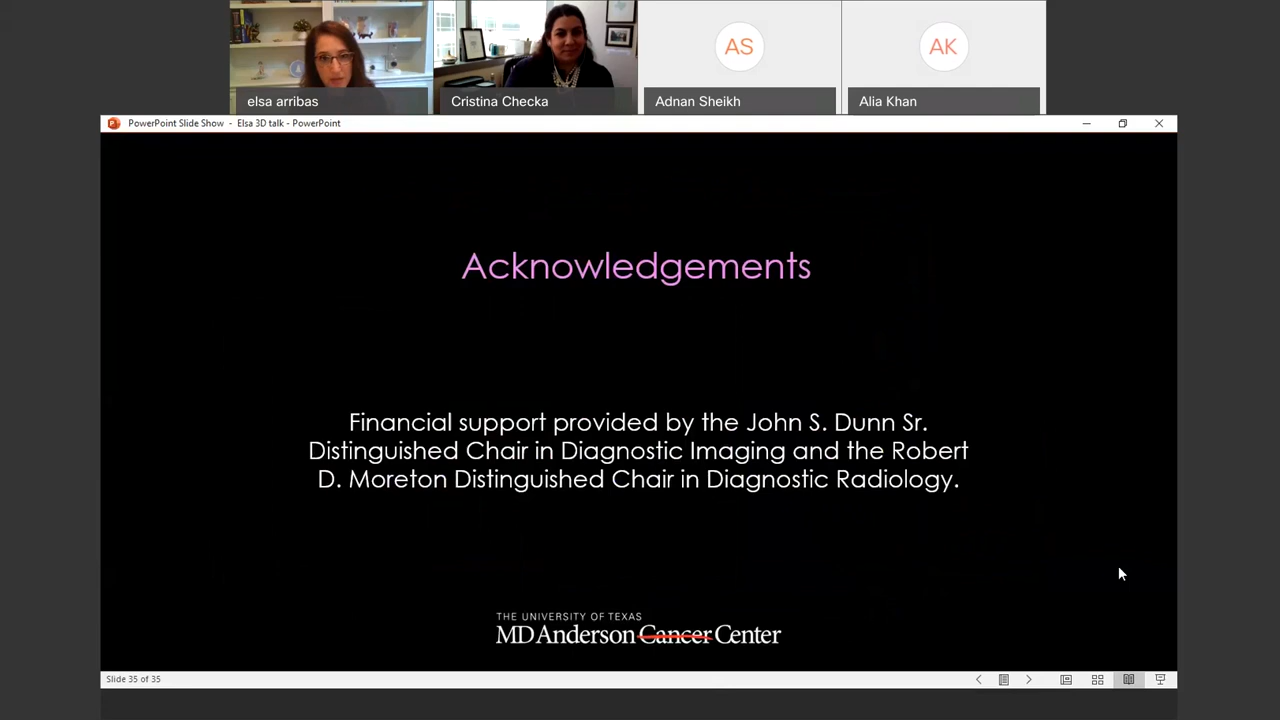 AS
AK
elsa arribas
Cristina Checka
Adnan Sheikh
Alia Khan
PowerPoint Slide Show - Elsa 3D talk - PowerPoint
Acknowledgements
Financial support provided by the John S. Dunn Sr.
Distinguished Chair in Diagnostic Imaging and the Robert
D. Moreton Distinguished Chair in Diagnostic Radiology.
THE UNIVERSITY OF TEXAS
MD Anderson Cancer Center
Slide 35 of 35